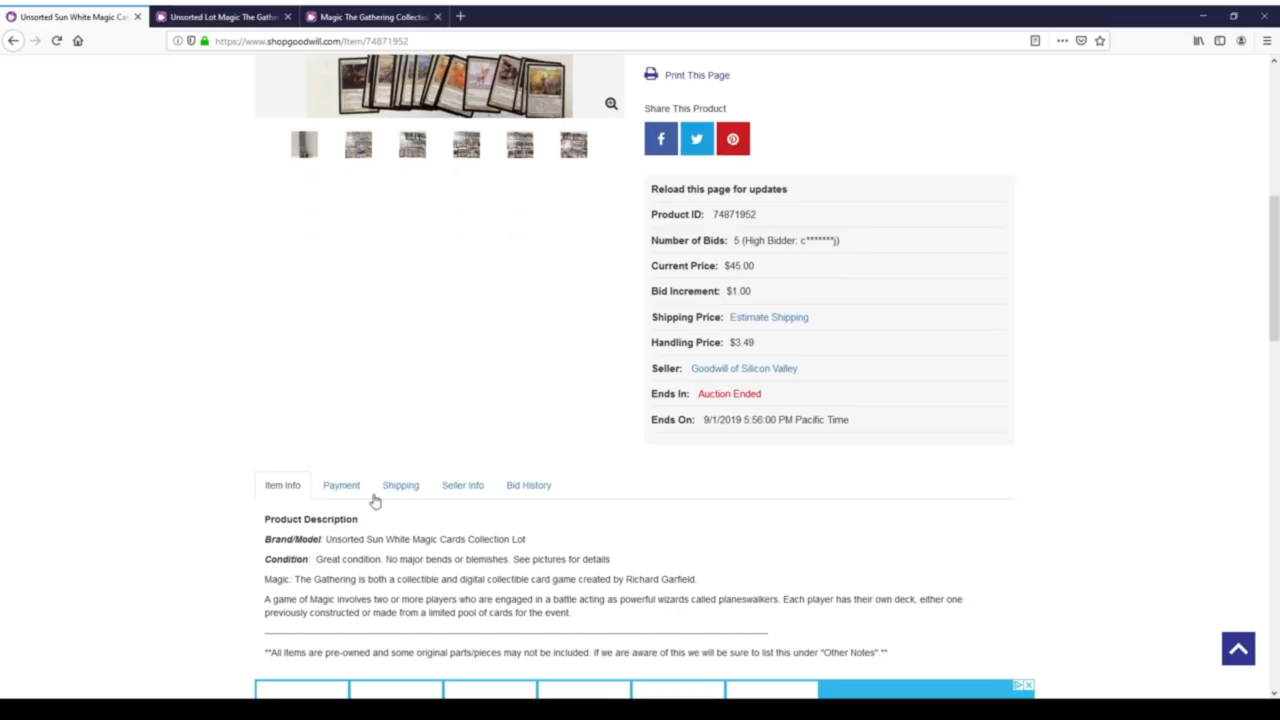 Unsorted Sun White Magic Ca
Unsorted Lot Magic The Gathe
Magic The Gathering Collectio
https://www.shopgoodwill.com/Item/74871952
Print This Page
Share This Product
Reload this page for updates
Product ID: 74871952
Number of Bids: 5 (High Bidder: c*******j)
Current Price: $45.00
Bid Increment: $1.00
Shipping Price: Estimate Shipping
Handling Price: $3.49
Seller: Goodwill of Silicon Valley
Ends In: Auction Ended
Ends On: 9/1/2019 5:56:00 PM Pacific Time
Item Info Payment Shipping Seller Info Bid History
Product Description
Brand/Model: Unsorted Sun White Magic Cards Collection Lot
Condition: Great condition. No major bends or blemishes. See pictures for details
Magic: The Gathering is both a collectible and digital collectible card game created by Richard Garfield.
A game of Magic involves two or more players who are engaged in a battle acting as powerful wizards called planeswalkers. Each player has their own deck, either one
previously constructed or made from a limited pool of cards for the event.
**All Items are pre-owned and some original parts/pieces may not be included. If we are aware of this we will be sure to list this under "Other Notes".**